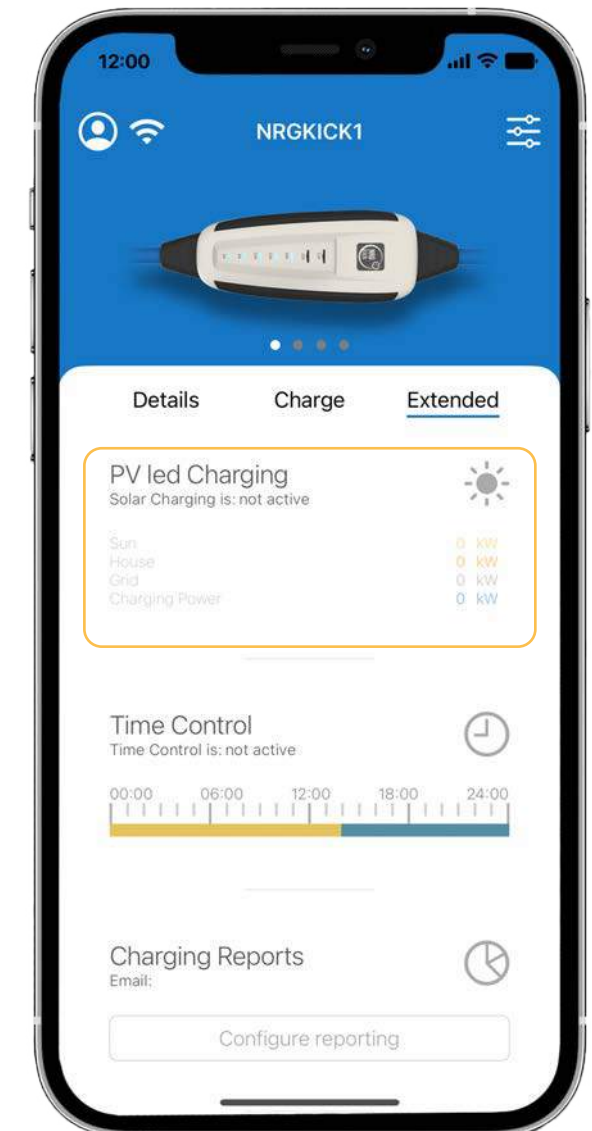 12:00
NRGKICK1
Details Charge Extended
PV led Charging
Solar Charging is: not active
Sun 0 kW
House 0 kW
Grid 0 kW
Charging Power 0 kW
Time Control
Time Control is: not active
00:00 06:00 12:00 18:00 24:00
Charging Reports
Email:
Configure reporting